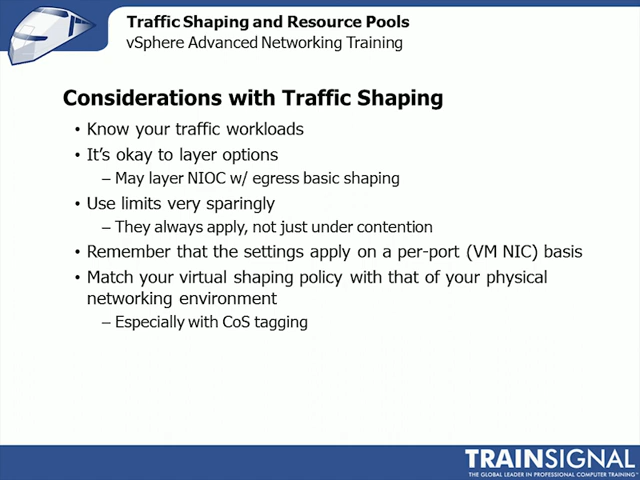 Traffic Shaping and Resource Pools
vSphere Advanced Networking Training
Considerations with Traffic Shaping
• Know your traffic workloads
• It's okay to layer options
– May layer NIOC w/ egress basic shaping
• Use limits very sparingly
– They always apply, not just under contention
• Remember that the settings apply on a per-port (VM NIC) basis
• Match your virtual shaping policy with that of your physical
networking environment
– Especially with CoS tagging
TRAINSIGNAL
THE GLOBAL LEADER IN PROFESSIONAL COMPUTER TRAINING™